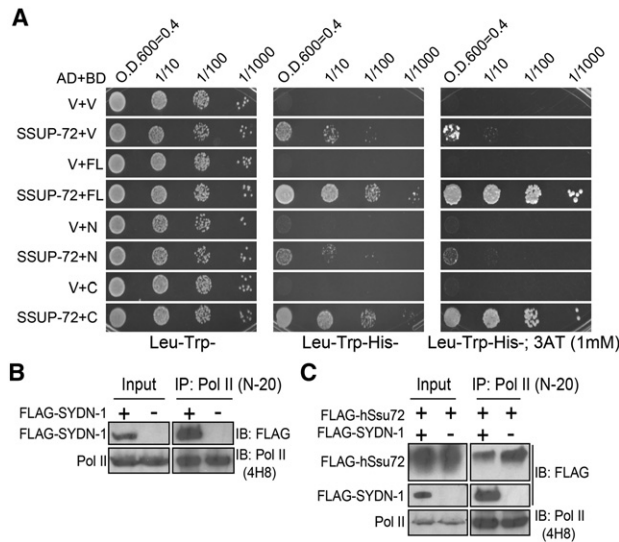 A
O.D.600=0.4 1/10 1/100 1/1000 O.D.600=0.4 1/10 1/100 1/1000 O.D.600=0.4 1/10 1/100 1/1000
AD+BD
V+V
SSUP-72+V
V+FL
SSUP-72+FL
V+N
SSUP-72+N
V+C
SSUP-72+C
Leu-Trp- Leu-Trp-His- Leu-Trp-His-; 3AT (1mM)
B
Input IP: Pol II (N-20)
FLAG-SYDN-1 + - + -
FLAG-SYDN-1 IB: FLAG
Pol II IB: Pol II
(4H8)
C
Input IP: Pol II (N-20)
FLAG-hSsu72 + + + +
FLAG-SYDN-1 + - + -
FLAG-hSsu72
IB: FLAG
FLAG-SYDN-1
Pol II IB: Pol II
(4H8)